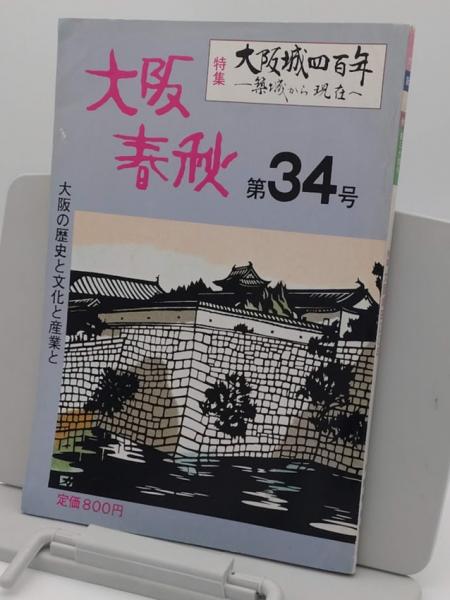 特集
大阪城四百年
―築城から現在へ
大阪
春秋
第34号
大阪の歴史と文化と産業と
定価800円